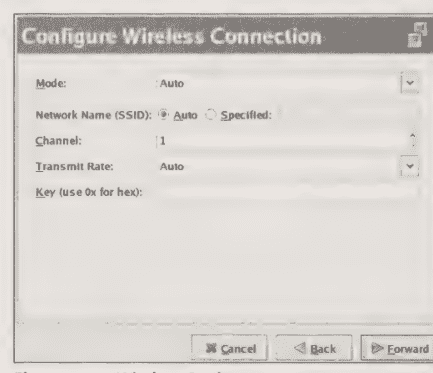 Configure Wireless Connection
Mode: Auto
Network Name (SSID): Auto Specified:
Channel: 1
Transmit Rate: Auto
Key (use 0x for hex):
Cancel Back Forward